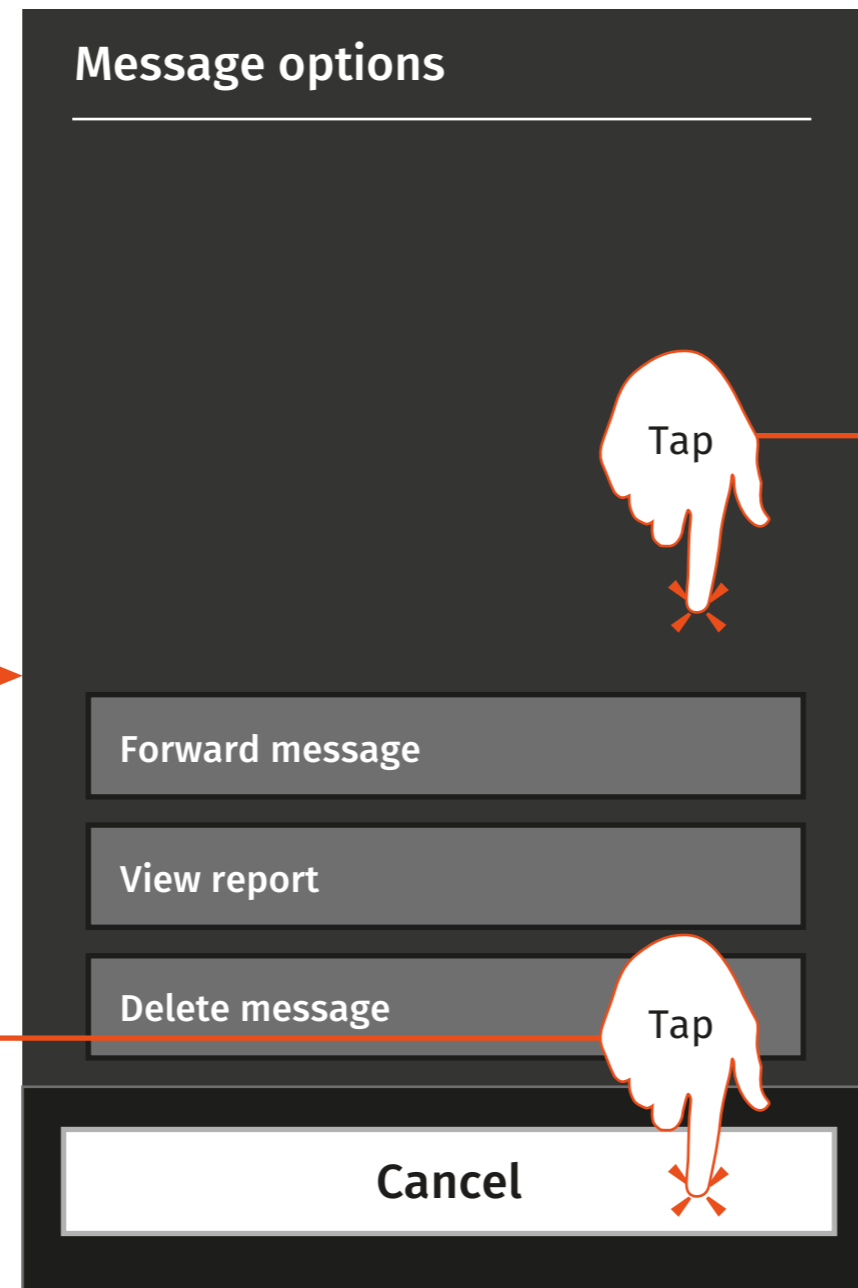 Message options
Tap
Forward message
View report
Delete message
Tap
Cancel